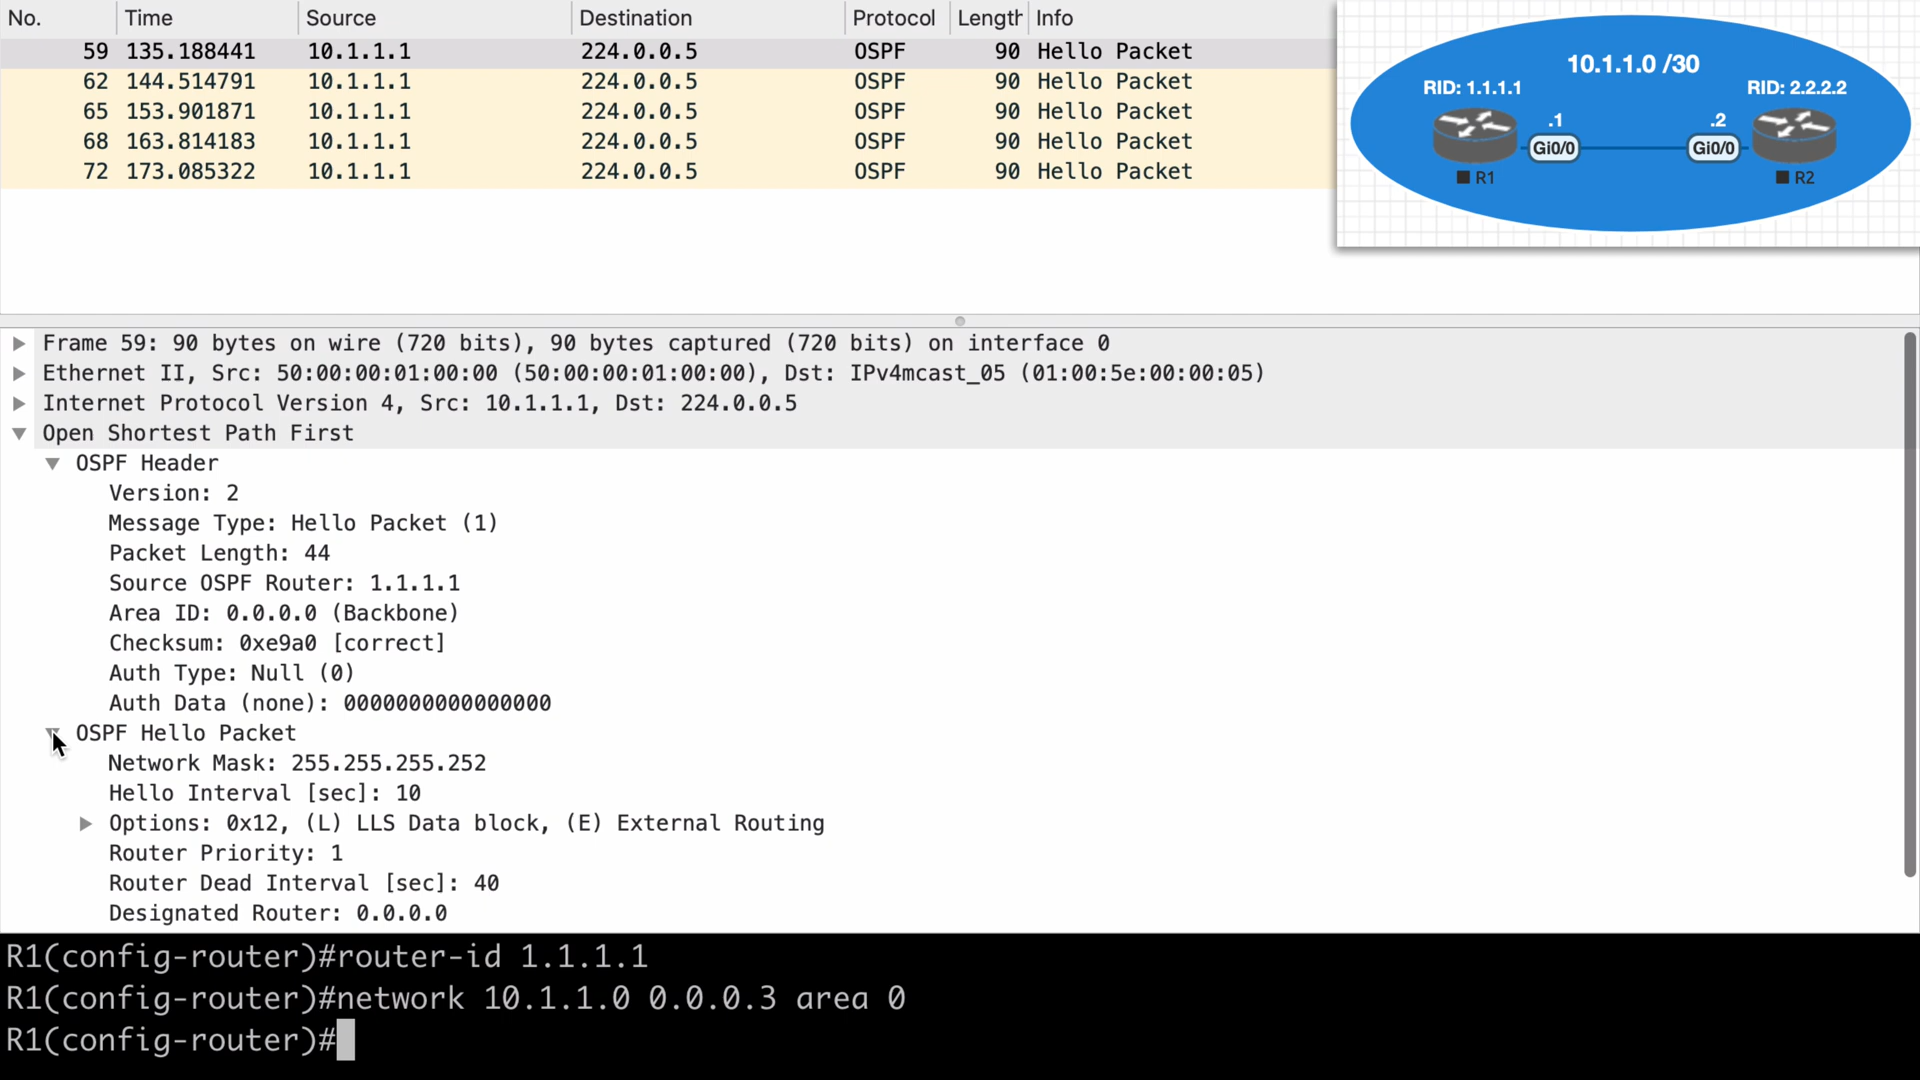 No. Time Source Destination Protocol Length Info
59 135.188441 10.1.1.1 224.0.0.5 OSPF 90 Hello Packet
62 144.514791 10.1.1.1 224.0.0.5 OSPF 90 Hello Packet
65 153.901871 10.1.1.1 224.0.0.5 OSPF 90 Hello Packet
68 163.814183 10.1.1.1 224.0.0.5 OSPF 90 Hello Packet
72 173.085322 10.1.1.1 224.0.0.5 OSPF 90 Hello Packet
10.1.1.0 /30
RID: 1.1.1.1 RID: 2.2.2.2
.1 .2
Gi0/0 Gi0/0
R1 R2
Frame 59: 90 bytes on wire (720 bits), 90 bytes captured (720 bits) on interface 0
Ethernet II, Src: 50:00:00:01:00:00 (50:00:00:01:00:00), Dst: IPv4mcast_05 (01:00:5e:00:00:05)
Internet Protocol Version 4, Src: 10.1.1.1, Dst: 224.0.0.5
Open Shortest Path First
OSPF Header
Version: 2
Message Type: Hello Packet (1)
Packet Length: 44
Source OSPF Router: 1.1.1.1
Area ID: 0.0.0.0 (Backbone)
Checksum: 0xe9a0 [correct]
Auth Type: Null (0)
Auth Data (none): 0000000000000000
OSPF Hello Packet
Network Mask: 255.255.255.252
Hello Interval [sec]: 10
Options: 0x12, (L) LLS Data block, (E) External Routing
Router Priority: 1
Router Dead Interval [sec]: 40
Designated Router: 0.0.0.0
R1(config-router)#router-id 1.1.1.1
R1(config-router)#network 10.1.1.0 0.0.0.3 area 0
R1(config-router)#